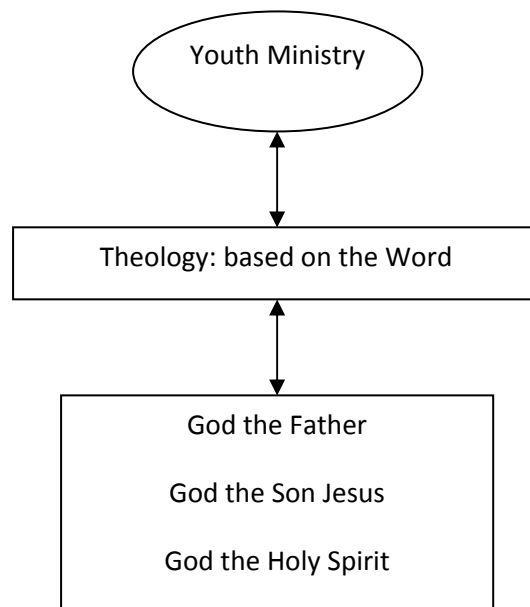 Youth Ministry
Theology: based on the Word
God the Father
God the Son Jesus
God the Holy Spirit